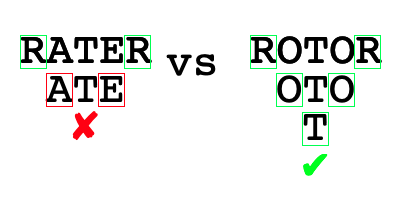 RATER vs ROTOR
ATE OTO
T
✘ ✔